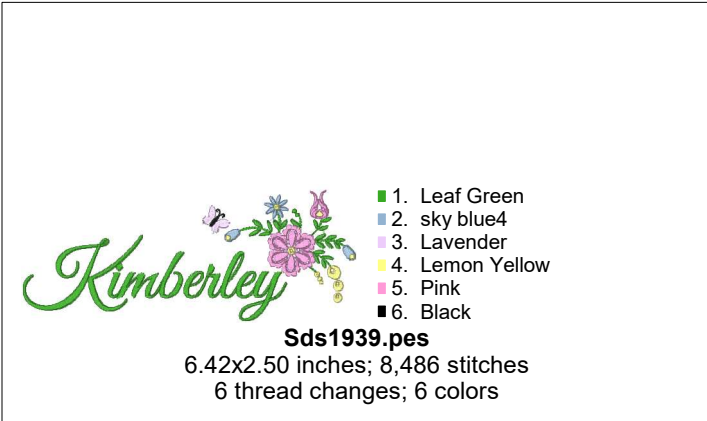 Kimberley
1. Leaf Green
2. sky blue4
3. Lavender
4. Lemon Yellow
5. Pink
6. Black
Sds1939.pes
6.42x2.50 inches; 8,486 stitches
6 thread changes; 6 colors